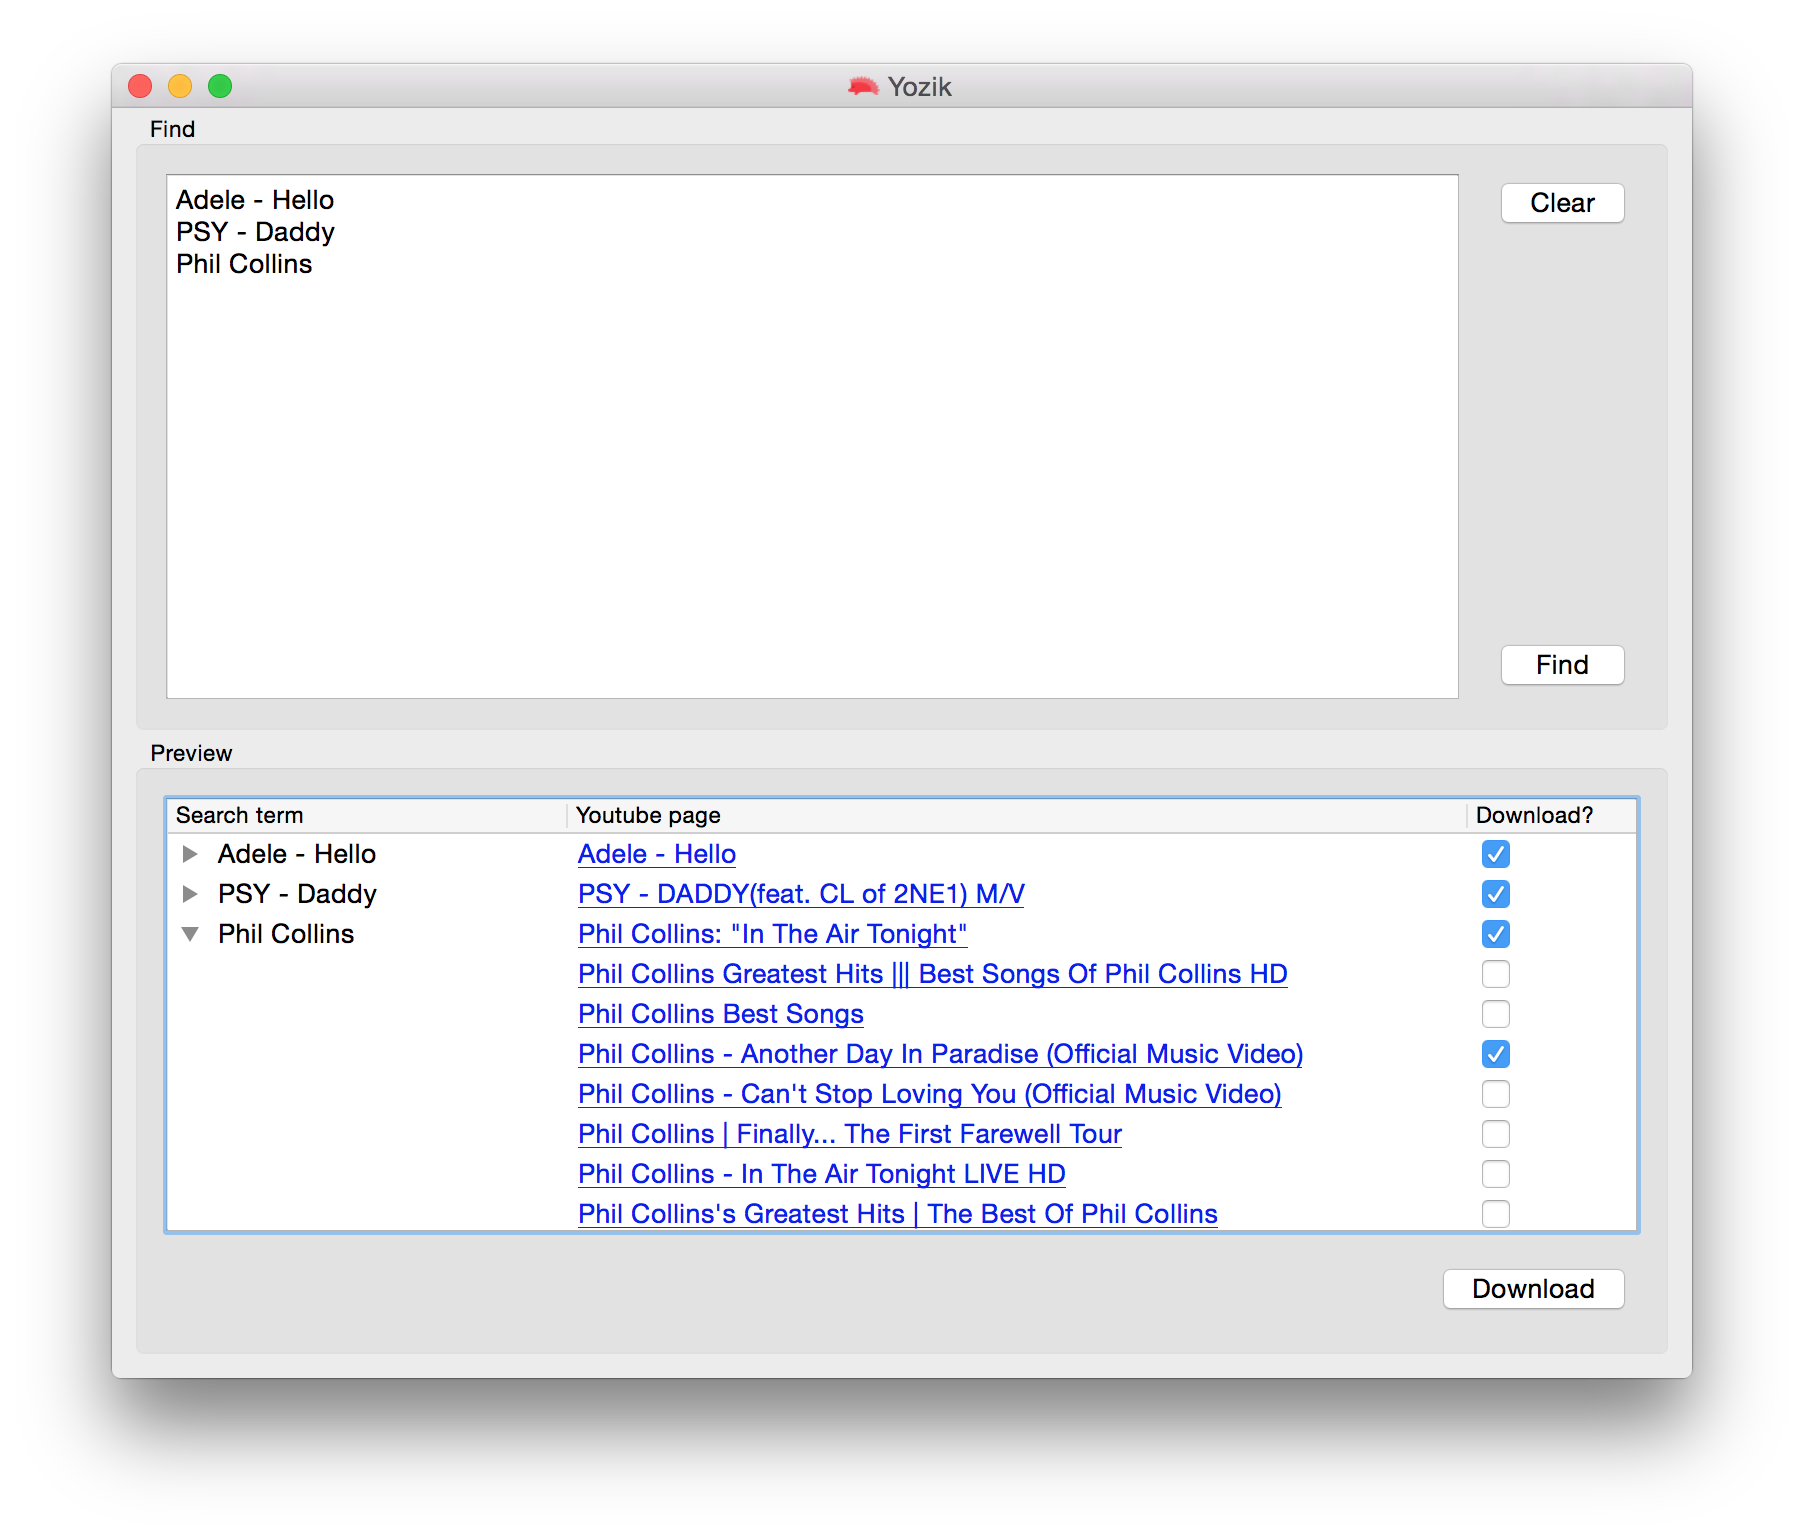 Yozik
Find
Adele - Hello
PSY - Daddy
Phil Collins
Clear
Find
Preview
Search term Youtube page Download?
Adele - Hello Adele - Hello
PSY - Daddy PSY - DADDY(feat. CL of 2NE1) M/V
Phil Collins Phil Collins: "In The Air Tonight"
Phil Collins Greatest Hits ||| Best Songs Of Phil Collins HD
Phil Collins Best Songs
Phil Collins - Another Day In Paradise (Official Music Video)
Phil Collins - Can't Stop Loving You (Official Music Video)
Phil Collins | Finally... The First Farewell Tour
Phil Collins - In The Air Tonight LIVE HD
Phil Collins's Greatest Hits | The Best Of Phil Collins
Download